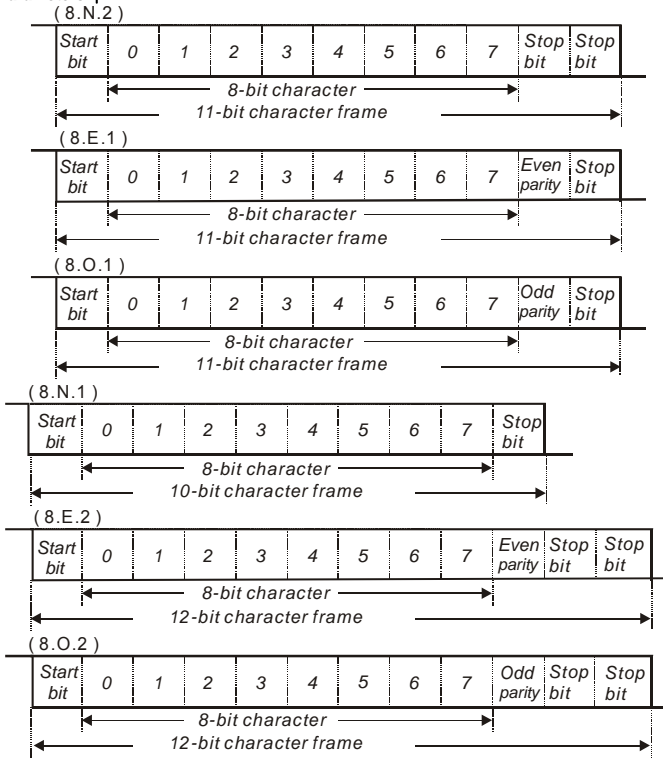 (8.N.2)
Start bit 0 1 2 3 4 5 6 7 Stop bit Stop bit
8-bit character
11-bit character frame
(8.E.1)
Start bit 0 1 2 3 4 5 6 7 Even parity Stop bit
8-bit character
11-bit character frame
(8.O.1)
Start bit 0 1 2 3 4 5 6 7 Odd parity Stop bit
8-bit character
11-bit character frame
(8.N.1)
Start bit 0 1 2 3 4 5 6 7 Stop bit
8-bit character
10-bit character frame
(8.E.2)
Start bit 0 1 2 3 4 5 6 7 Even parity Stop bit Stop bit
8-bit character
12-bit character frame
(8.O.2)
Start bit 0 1 2 3 4 5 6 7 Odd parity Stop bit Stop bit
8-bit character
12-bit character frame